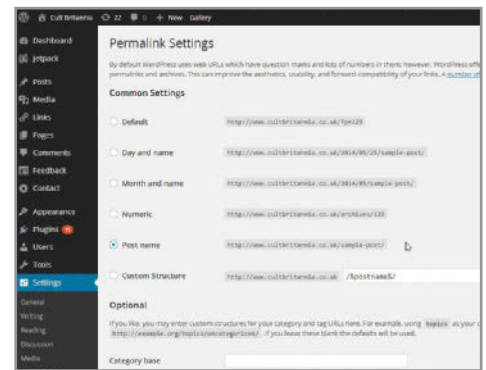 Cult Britannia 22 0 + New Gallery
Dashboard
Jetpack
Posts
Media
Links
Pages
Comments
Feedback
Contact
Appearance
Plugins
Users
Tools
Settings
General
Writing
Reading
Discussion
Media
Permalink Settings
By default WordPress uses web URLs which have question marks and lots of numbers in them; however, WordPress offe
permalinks and archives. This can improve the aesthetics, usability, and forward-compatibility of your links. A number of
Common Settings
Default http://www.cultbritannia.co.uk/?p=123
Day and name http://www.cultbritannia.co.uk/2014/05/25/sample-post/
Month and name http://www.cultbritannia.co.uk/2014/05/sample-post/
Numeric http://www.cultbritannia.co.uk/archives/123
Post name http://www.cultbritannia.co.uk/sample-post/
Custom Structure http://www.cultbritannia.co.uk /%postname%/
Optional
If you like, you may enter custom structures for your category and tag URLs here. For example, using topics as your c
http://example.org/topics/uncategorized/ . If you leave these blank the defaults will be used.
Category base